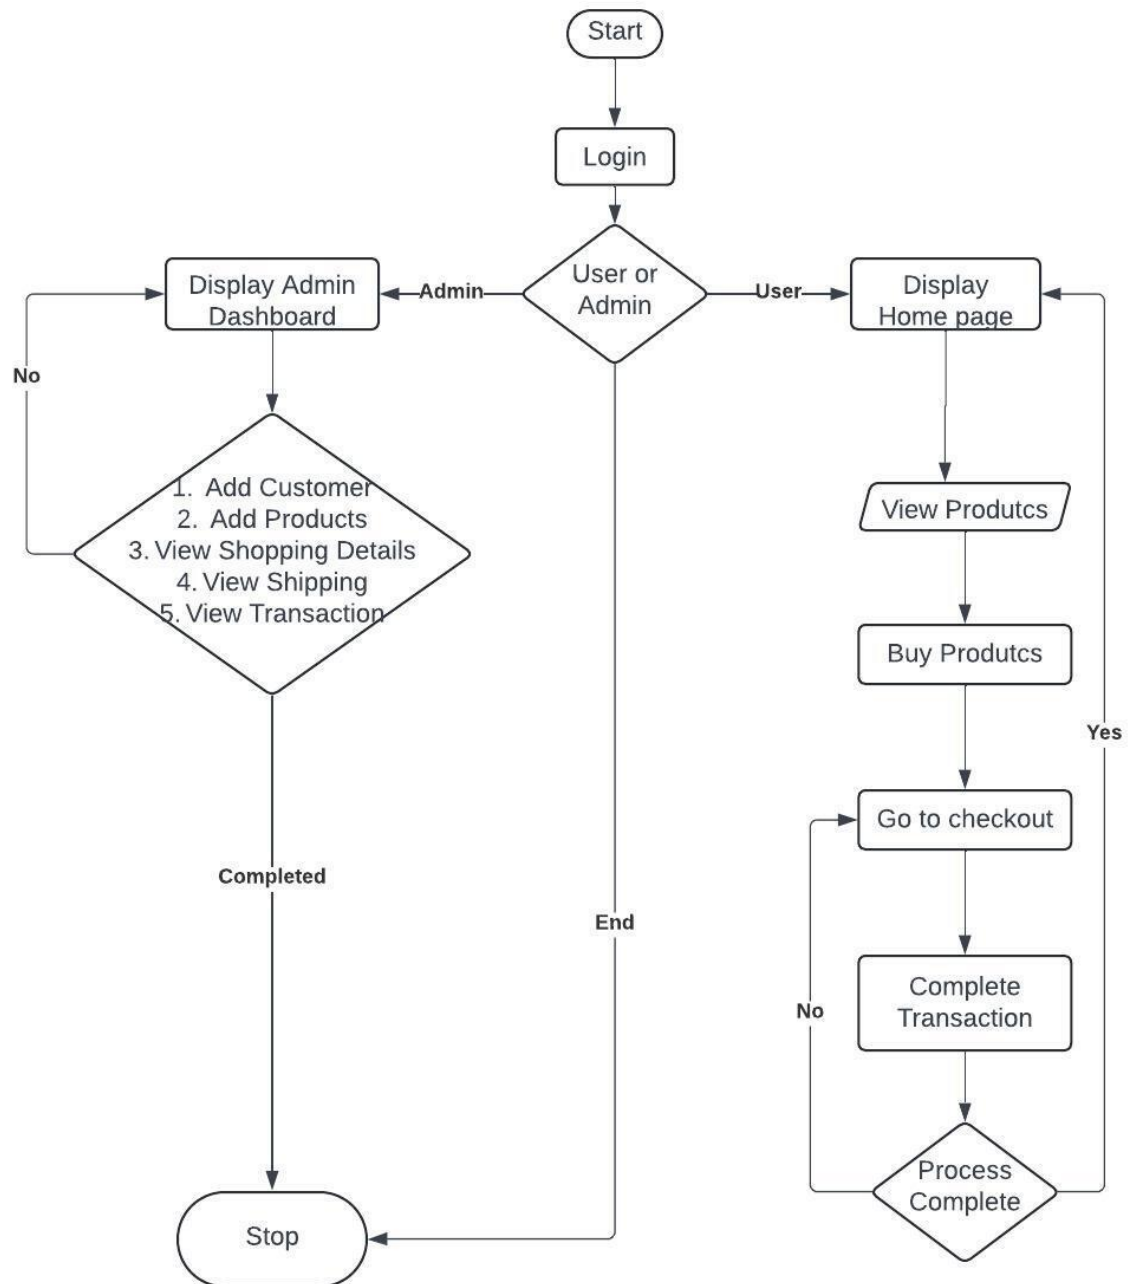 Start
Login
User or
Admin
Admin
User
Display Admin
Dashboard
Display
Home page
No
1. Add Customer
2. Add Products
3. View Shopping Details
4. View Shipping
5. View Transaction
View Produtcs
Buy Produtcs
Yes
Go to checkout
Completed
End
Complete
Transaction
No
Process
Complete
Stop